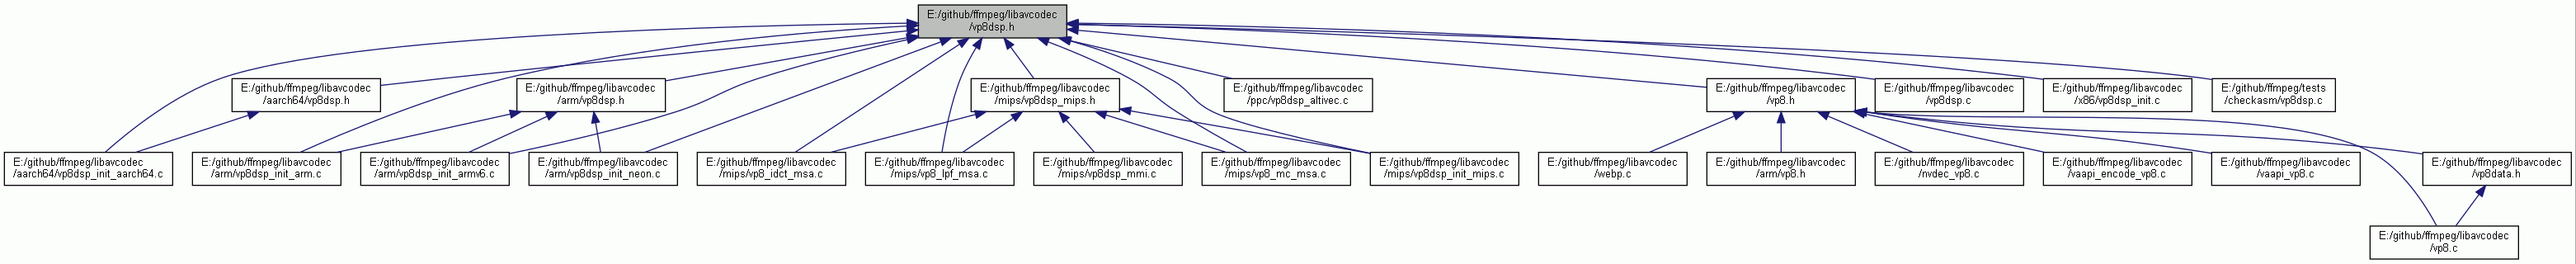 E:/github/ffmpeg/libavcodec
/vp8dsp.h
E:/github/ffmpeg/libavcodec
/aarch64/vp8dsp.h
E:/github/ffmpeg/libavcodec
/arm/vp8dsp.h
E:/github/ffmpeg/libavcodec
/mips/vp8dsp_mips.h
E:/github/ffmpeg/libavcodec
/ppc/vp8dsp_altivec.c
E:/github/ffmpeg/libavcodec
/vp8.h
E:/github/ffmpeg/libavcodec
/vp8dsp.c
E:/github/ffmpeg/libavcodec
/x86/vp8dsp_init.c
E:/github/ffmpeg/tests
/checkasm/vp8dsp.c
E:/github/ffmpeg/libavcodec
/aarch64/vp8dsp_init_aarch64.c
E:/github/ffmpeg/libavcodec
/arm/vp8dsp_init_arm.c
E:/github/ffmpeg/libavcodec
/arm/vp8dsp_init_armv6.c
E:/github/ffmpeg/libavcodec
/arm/vp8dsp_init_neon.c
E:/github/ffmpeg/libavcodec
/mips/vp8_idct_msa.c
E:/github/ffmpeg/libavcodec
/mips/vp8_lpf_msa.c
E:/github/ffmpeg/libavcodec
/mips/vp8dsp_mmi.c
E:/github/ffmpeg/libavcodec
/mips/vp8_mc_msa.c
E:/github/ffmpeg/libavcodec
/mips/vp8dsp_init_mips.c
E:/github/ffmpeg/libavcodec
/webp.c
E:/github/ffmpeg/libavcodec
/arm/vp8.h
E:/github/ffmpeg/libavcodec
/nvdec_vp8.c
E:/github/ffmpeg/libavcodec
/vaapi_encode_vp8.c
E:/github/ffmpeg/libavcodec
/vaapi_vp8.c
E:/github/ffmpeg/libavcodec
/vp8data.h
E:/github/ffmpeg/libavcodec
/vp8.c